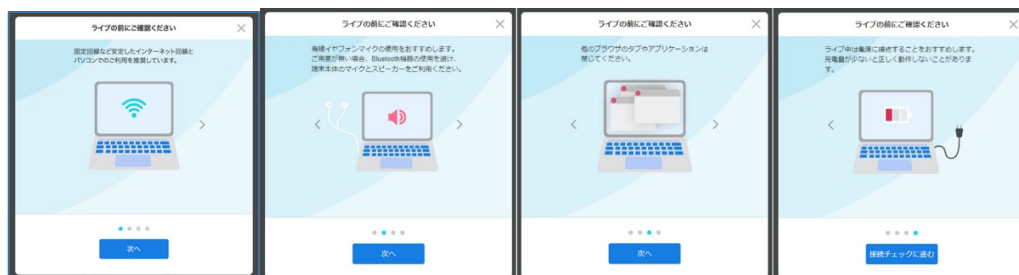 ライブの前にご確認ください
固定回線など安定したインターネット回線と
パソコンでのご利用を推奨しています。
次へ
ライブの前にご確認ください
有線イヤフォンマイクの使用をおすすめします。
ご用意が無い場合、Bluetooth機器の使用を避け、
端末本体のマイクとスピーカーをご利用ください。
次へ
ライブの前にご確認ください
他のブラウザのタブやアプリケーションは
閉じてください。
次へ
ライブの前にご確認ください
ライブ中は電源に接続することをおすすめします。
充電量が少ないと正しく動作しないことがありま
す。
接続チェックに進む